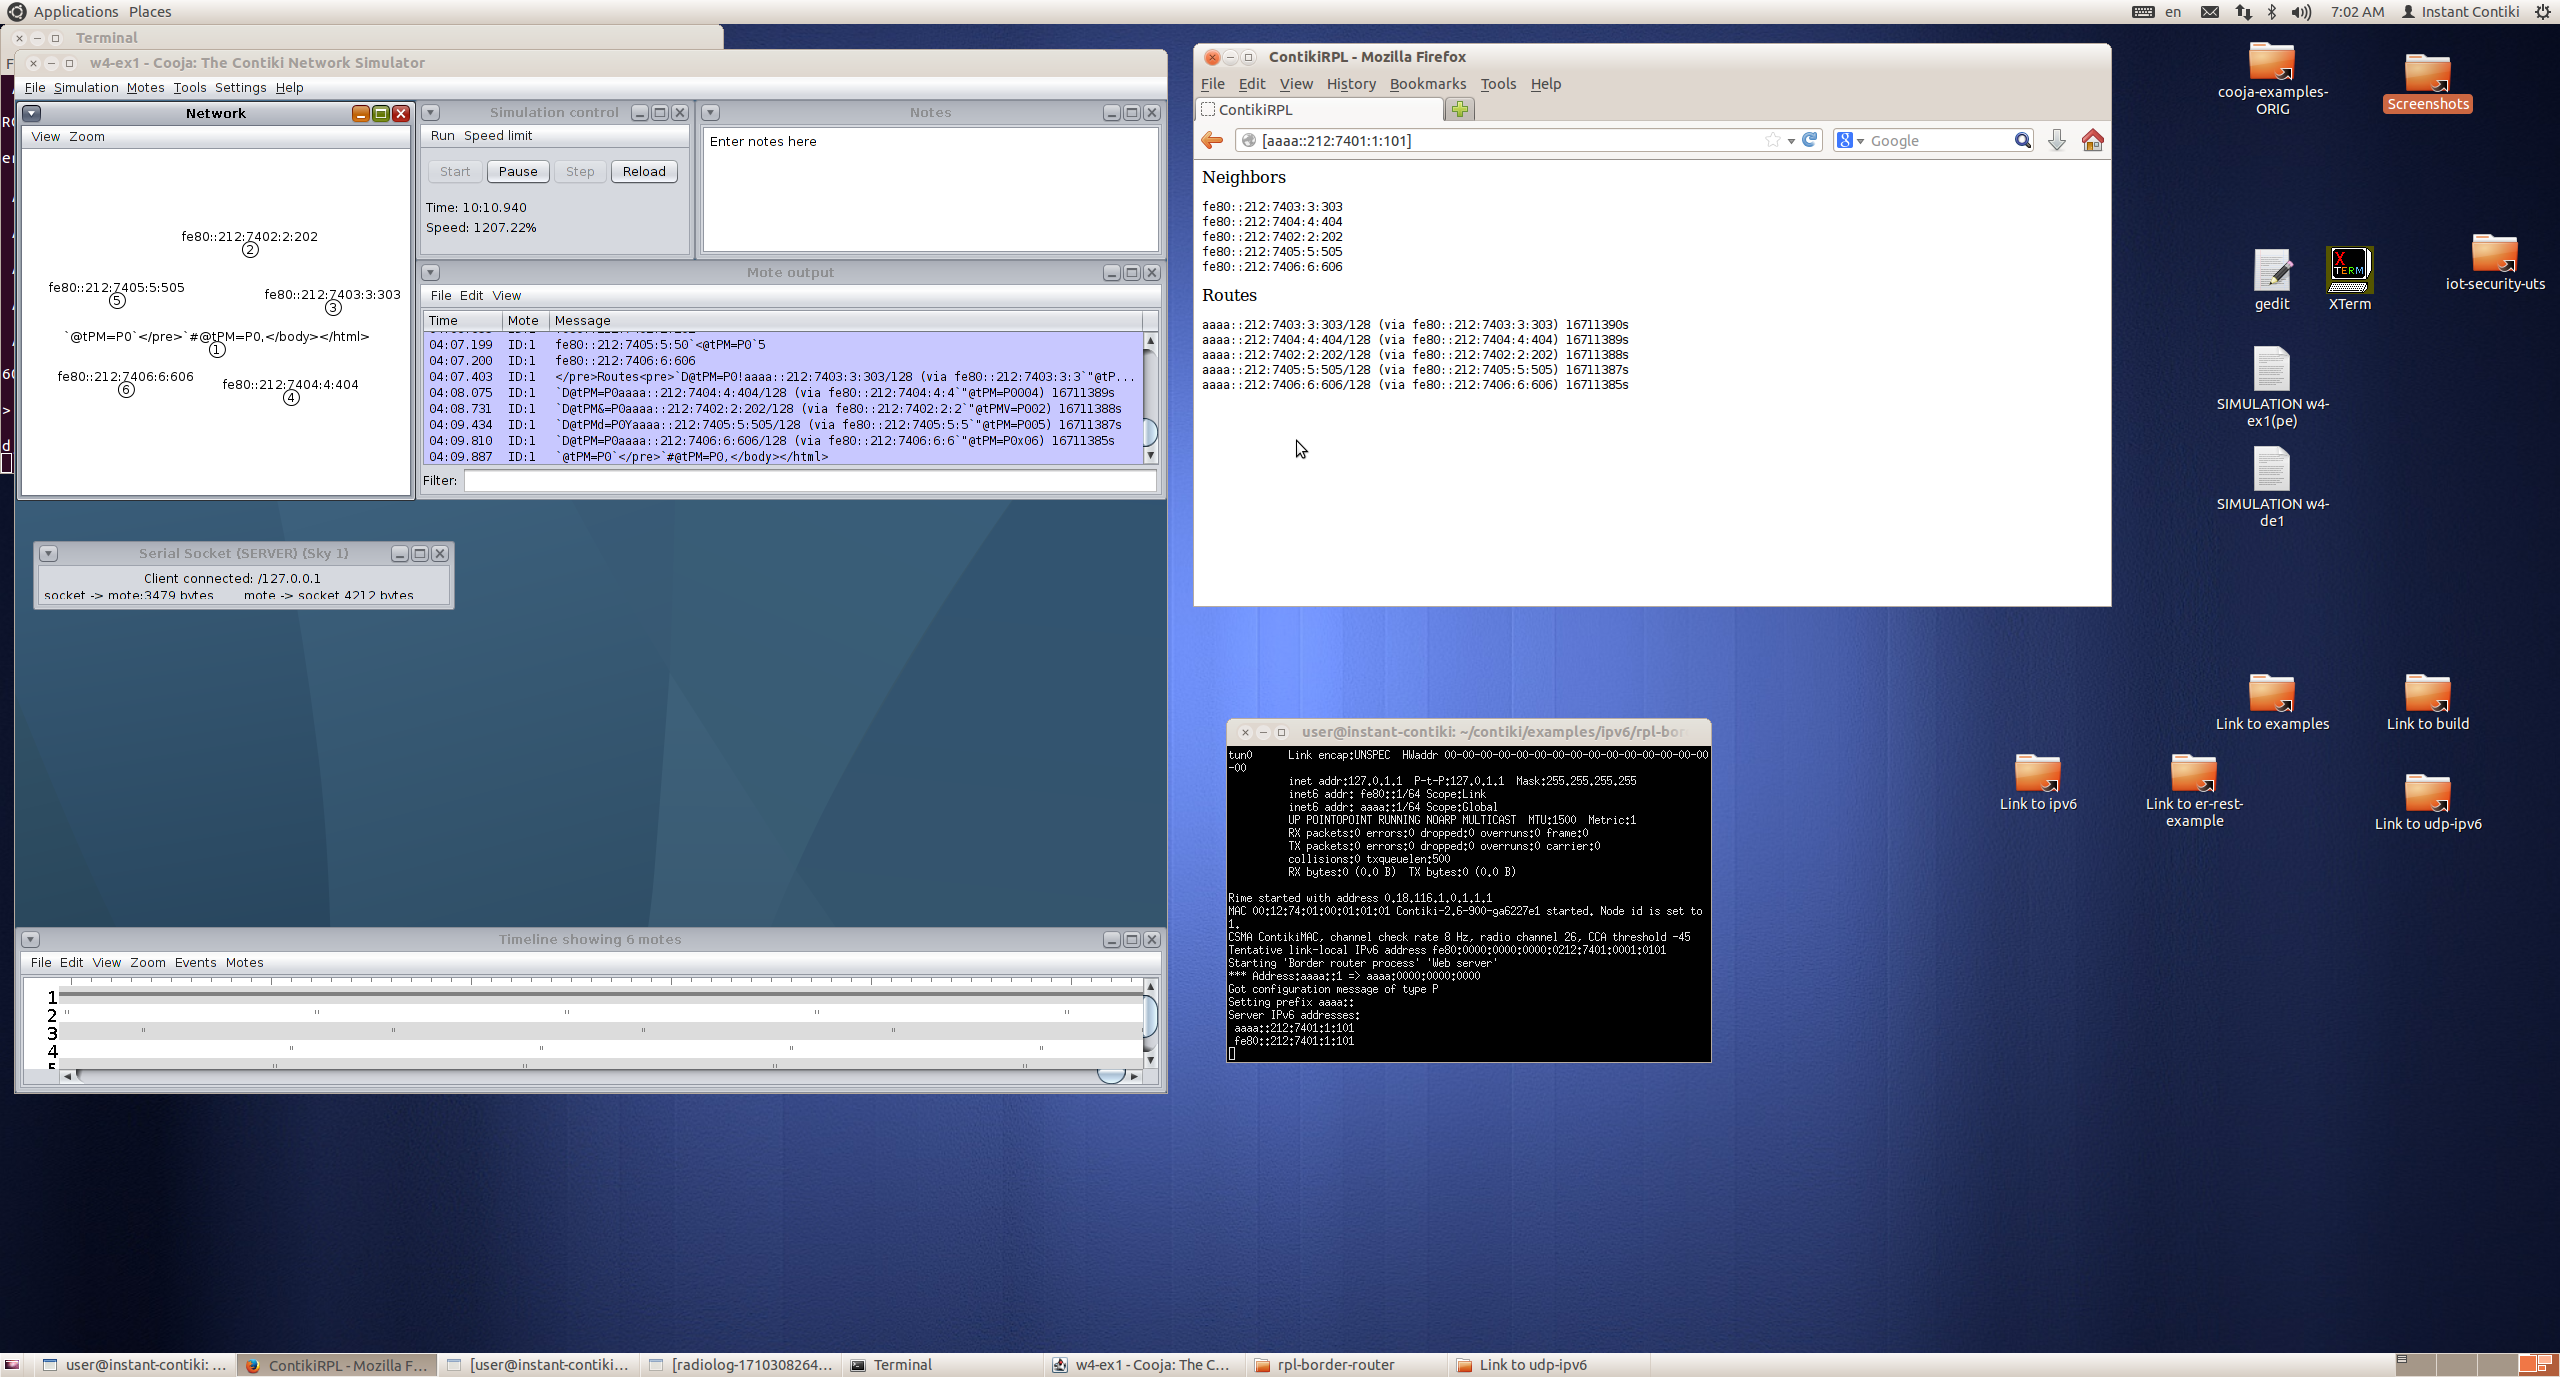 Applications Places
en 7:02 AM Instant Contiki
Terminal
w4-ex1 - Cooja: The Contiki Network Simulator
File Simulation Motes Tools Settings Help
Network
View Zoom
fe80::212:7402:2:202
2
fe80::212:7405:5:505
5
fe80::212:7403:3:303
3
`@tPM=P0`</pre>`#@tPM=P0,</body></html>
1
fe80::212:7406:6:606
6
fe80::212:7404:4:404
4
Simulation control
Run Speed limit
Start Pause Step Reload
Time: 10:10.940
Speed: 1207.22%
Notes
Enter notes here
Mote output
File Edit View
Time Mote Message
04:07.199 ID:1 fe80::212:7405:5:50`<@tPM=P0`5
04:07.200 ID:1 fe80::212:7406:6:606
04:07.403 ID:1 </pre>Routes<pre>`D@tPM=P0!aaaa::212:7403:3:303/128 (via fe80::212:7403:3:3`"@tP...
04:08.075 ID:1 `D@tPM=P0aaaa::212:7404:4:404/128 (via fe80::212:7404:4:4`"@tPM=P0004) 16711389s
04:08.731 ID:1 `D@tPM&=P0aaaa::212:7402:2:202/128 (via fe80::212:7402:2:2`"@tPMV=P002) 16711388s
04:09.434 ID:1 `D@tPMd=P0Yaaaa::212:7405:5:505/128 (via fe80::212:7405:5:5`"@tPM=P005) 16711387s
04:09.810 ID:1 `D@tPM=P0aaaa::212:7406:6:606/128 (via fe80::212:7406:6:6`"@tPM=P0x06) 16711385s
04:09.887 ID:1 `@tPM=P0`</pre>`#@tPM=P0,</body></html>
Filter:
Serial Socket (SERVER) (Sky 1)
Client connected: /127.0.0.1
socket -> mote:3479 bytes mote -> socket 4212 bytes
Timeline showing 6 motes
File Edit View Zoom Events Motes
1
2
3
4
5
ContikiRPL - Mozilla Firefox
File Edit View History Bookmarks Tools Help
ContikiRPL
[aaaa::212:7401:1:101]
Google
Neighbors
fe80::212:7403:3:303
fe80::212:7404:4:404
fe80::212:7402:2:202
fe80::212:7405:5:505
fe80::212:7406:6:606
Routes
aaaa::212:7403:3:303/128 (via fe80::212:7403:3:303) 16711390s
aaaa::212:7404:4:404/128 (via fe80::212:7404:4:404) 16711389s
aaaa::212:7402:2:202/128 (via fe80::212:7402:2:202) 16711388s
aaaa::212:7405:5:505/128 (via fe80::212:7405:5:505) 16711387s
aaaa::212:7406:6:606/128 (via fe80::212:7406:6:606) 16711385s
user@instant-contiki: ~/contiki/examples/ipv6/rpl-bor
tun0 Link encap:UNSPEC HWaddr 00-00-00-00-00-00-00-00-00-00-00-00-00-00-00
-00
inet addr:127.0.1.1 P-t-P:127.0.1.1 Mask:255.255.255.255
inet6 addr: fe80::1/64 Scope:Link
inet6 addr: aaaa::1/64 Scope:Global
UP POINTOPOINT RUNNING NOARP MULTICAST MTU:1500 Metric:1
RX packets:0 errors:0 dropped:0 overruns:0 frame:0
TX packets:0 errors:0 dropped:0 overruns:0 carrier:0
collisions:0 txqueuelen:500
RX bytes:0 (0.0 B) TX bytes:0 (0.0 B)
Rime started with address 0.18.116.1.0.1.1.1
MAC 00:12:74:01:00:01:01:01 Contiki-2.6-900-ga6227e1 started. Node id is set to
1.
CSMA ContikiMAC, channel check rate 8 Hz, radio channel 26, CCA threshold -45
Tentative link-local IPv6 address fe80:0000:0000:0000:0212:7401:0001:0101
Starting 'Border router process' 'Web server'
*** Address:aaaa::1 => aaaa:0000:0000:0000
Got configuration message of type P
Setting prefix aaaa::
Server IPv6 addresses:
aaaa::212:7401:1:101
fe80::212:7401:1:101
cooja-examples-
ORIG
Screenshots
gedit
XTERM
XTerm
iot-security-uts
SIMULATION w4-
ex1(pe)
SIMULATION w4-
de1
Link to examples
Link to build
Link to ipv6
Link to er-rest-
example
Link to udp-ipv6
user@instant-contiki: ...
ContikiRPL - Mozilla F...
[user@instant-contiki...
[radiolog-1710308264...
Terminal
w4-ex1 - Cooja: The C...
rpl-border-router
Link to udp-ipv6